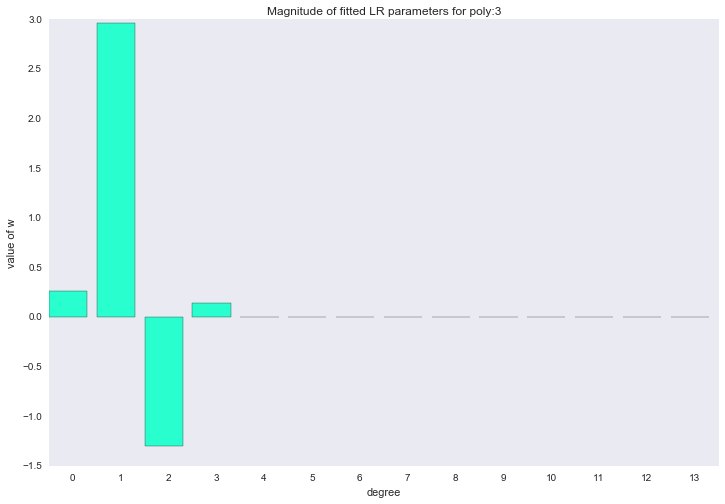 Magnitude of fitted LR parameters for poly:3
3.0
2.5
2.0
1.5
1.0
0.5
0.0
−0.5
−1.0
−1.5
value of w
0 1 2 3 4 5 6 7 8 9 10 11 12 13
degree